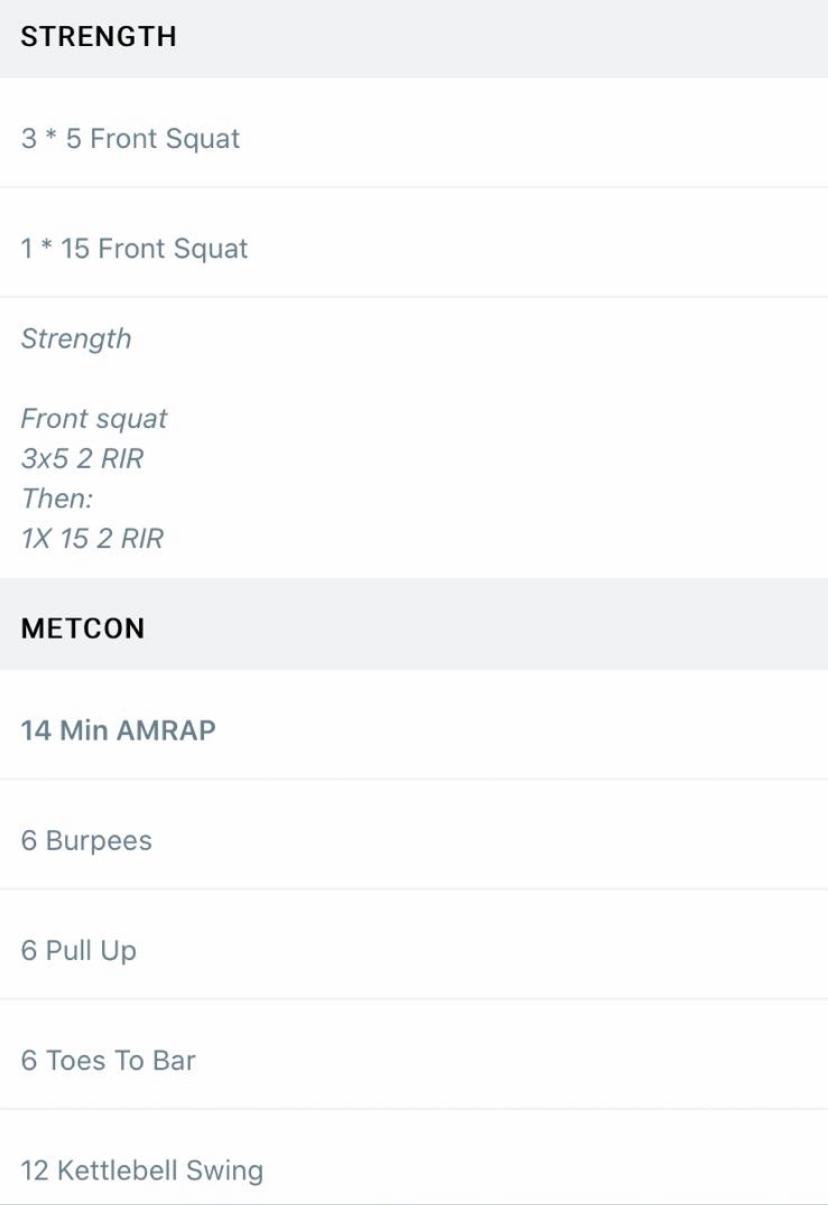 STRENGTH
3 * 5 Front Squat
1 * 15 Front Squat
Strength
Front squat
3x5 2 RIR
Then:
1X 15 2 RIR
METCON
14 Min AMRAP
6 Burpees
6 Pull Up
6 Toes To Bar
12 Kettlebell Swing